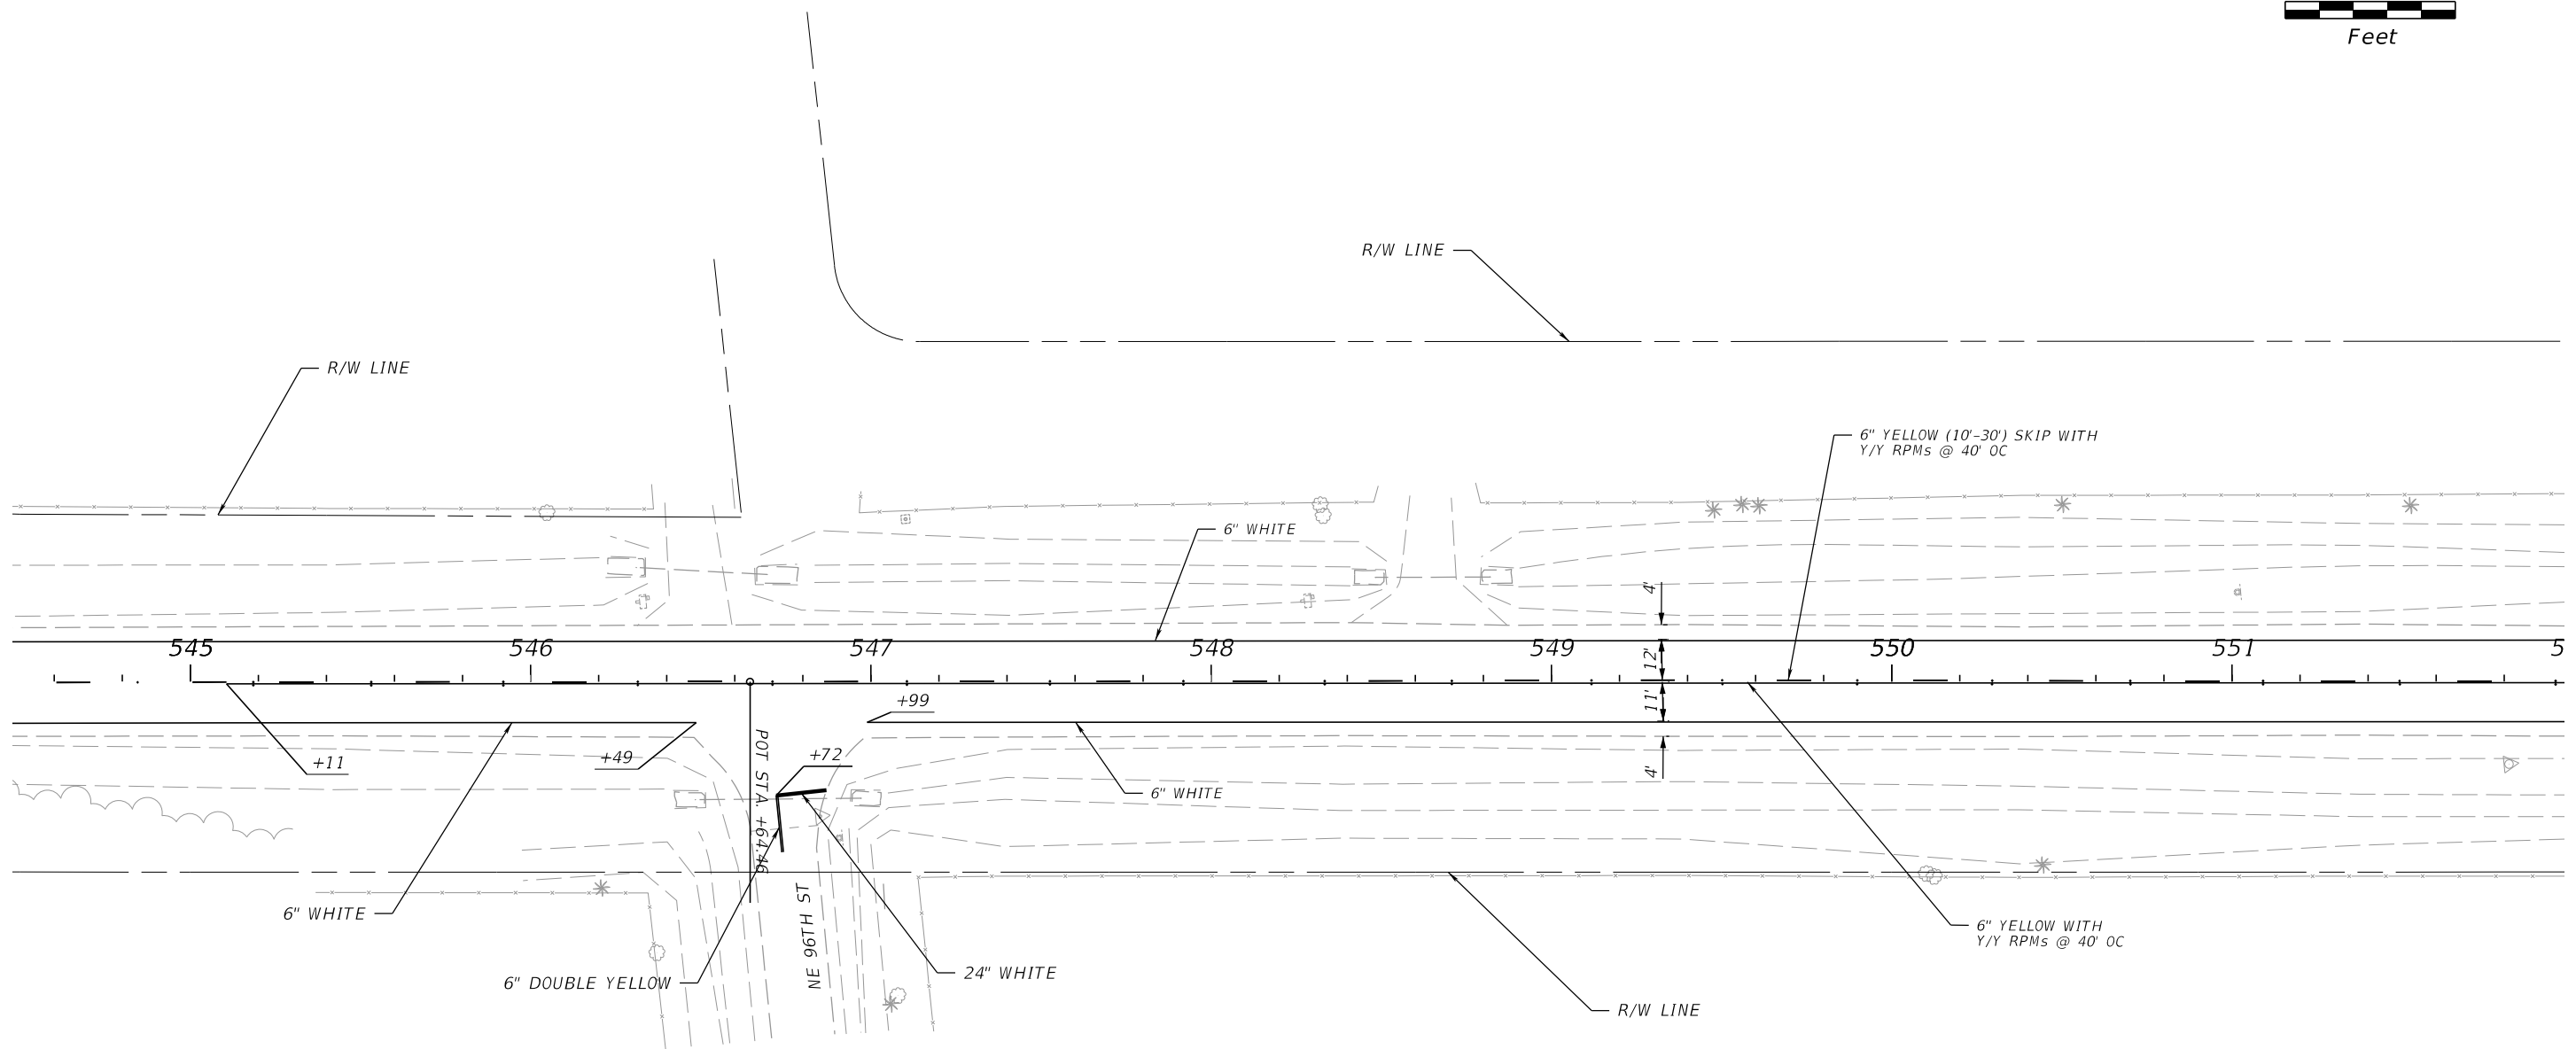 Feet
R/W LINE
R/W LINE
6" YELLOW (10'-30') SKIP WITH
Y/Y RPMs @ 40' OC
6" WHITE
4'
545
546
547
548
549
550
551
5
12'
11'
+99
POT STA. +64.46
+49
+72
+11
4'
6" WHITE
NE 96TH ST
6" WHITE
6" YELLOW WITH
Y/Y RPMs @ 40' OC
24" WHITE
6" DOUBLE YELLOW
R/W LINE